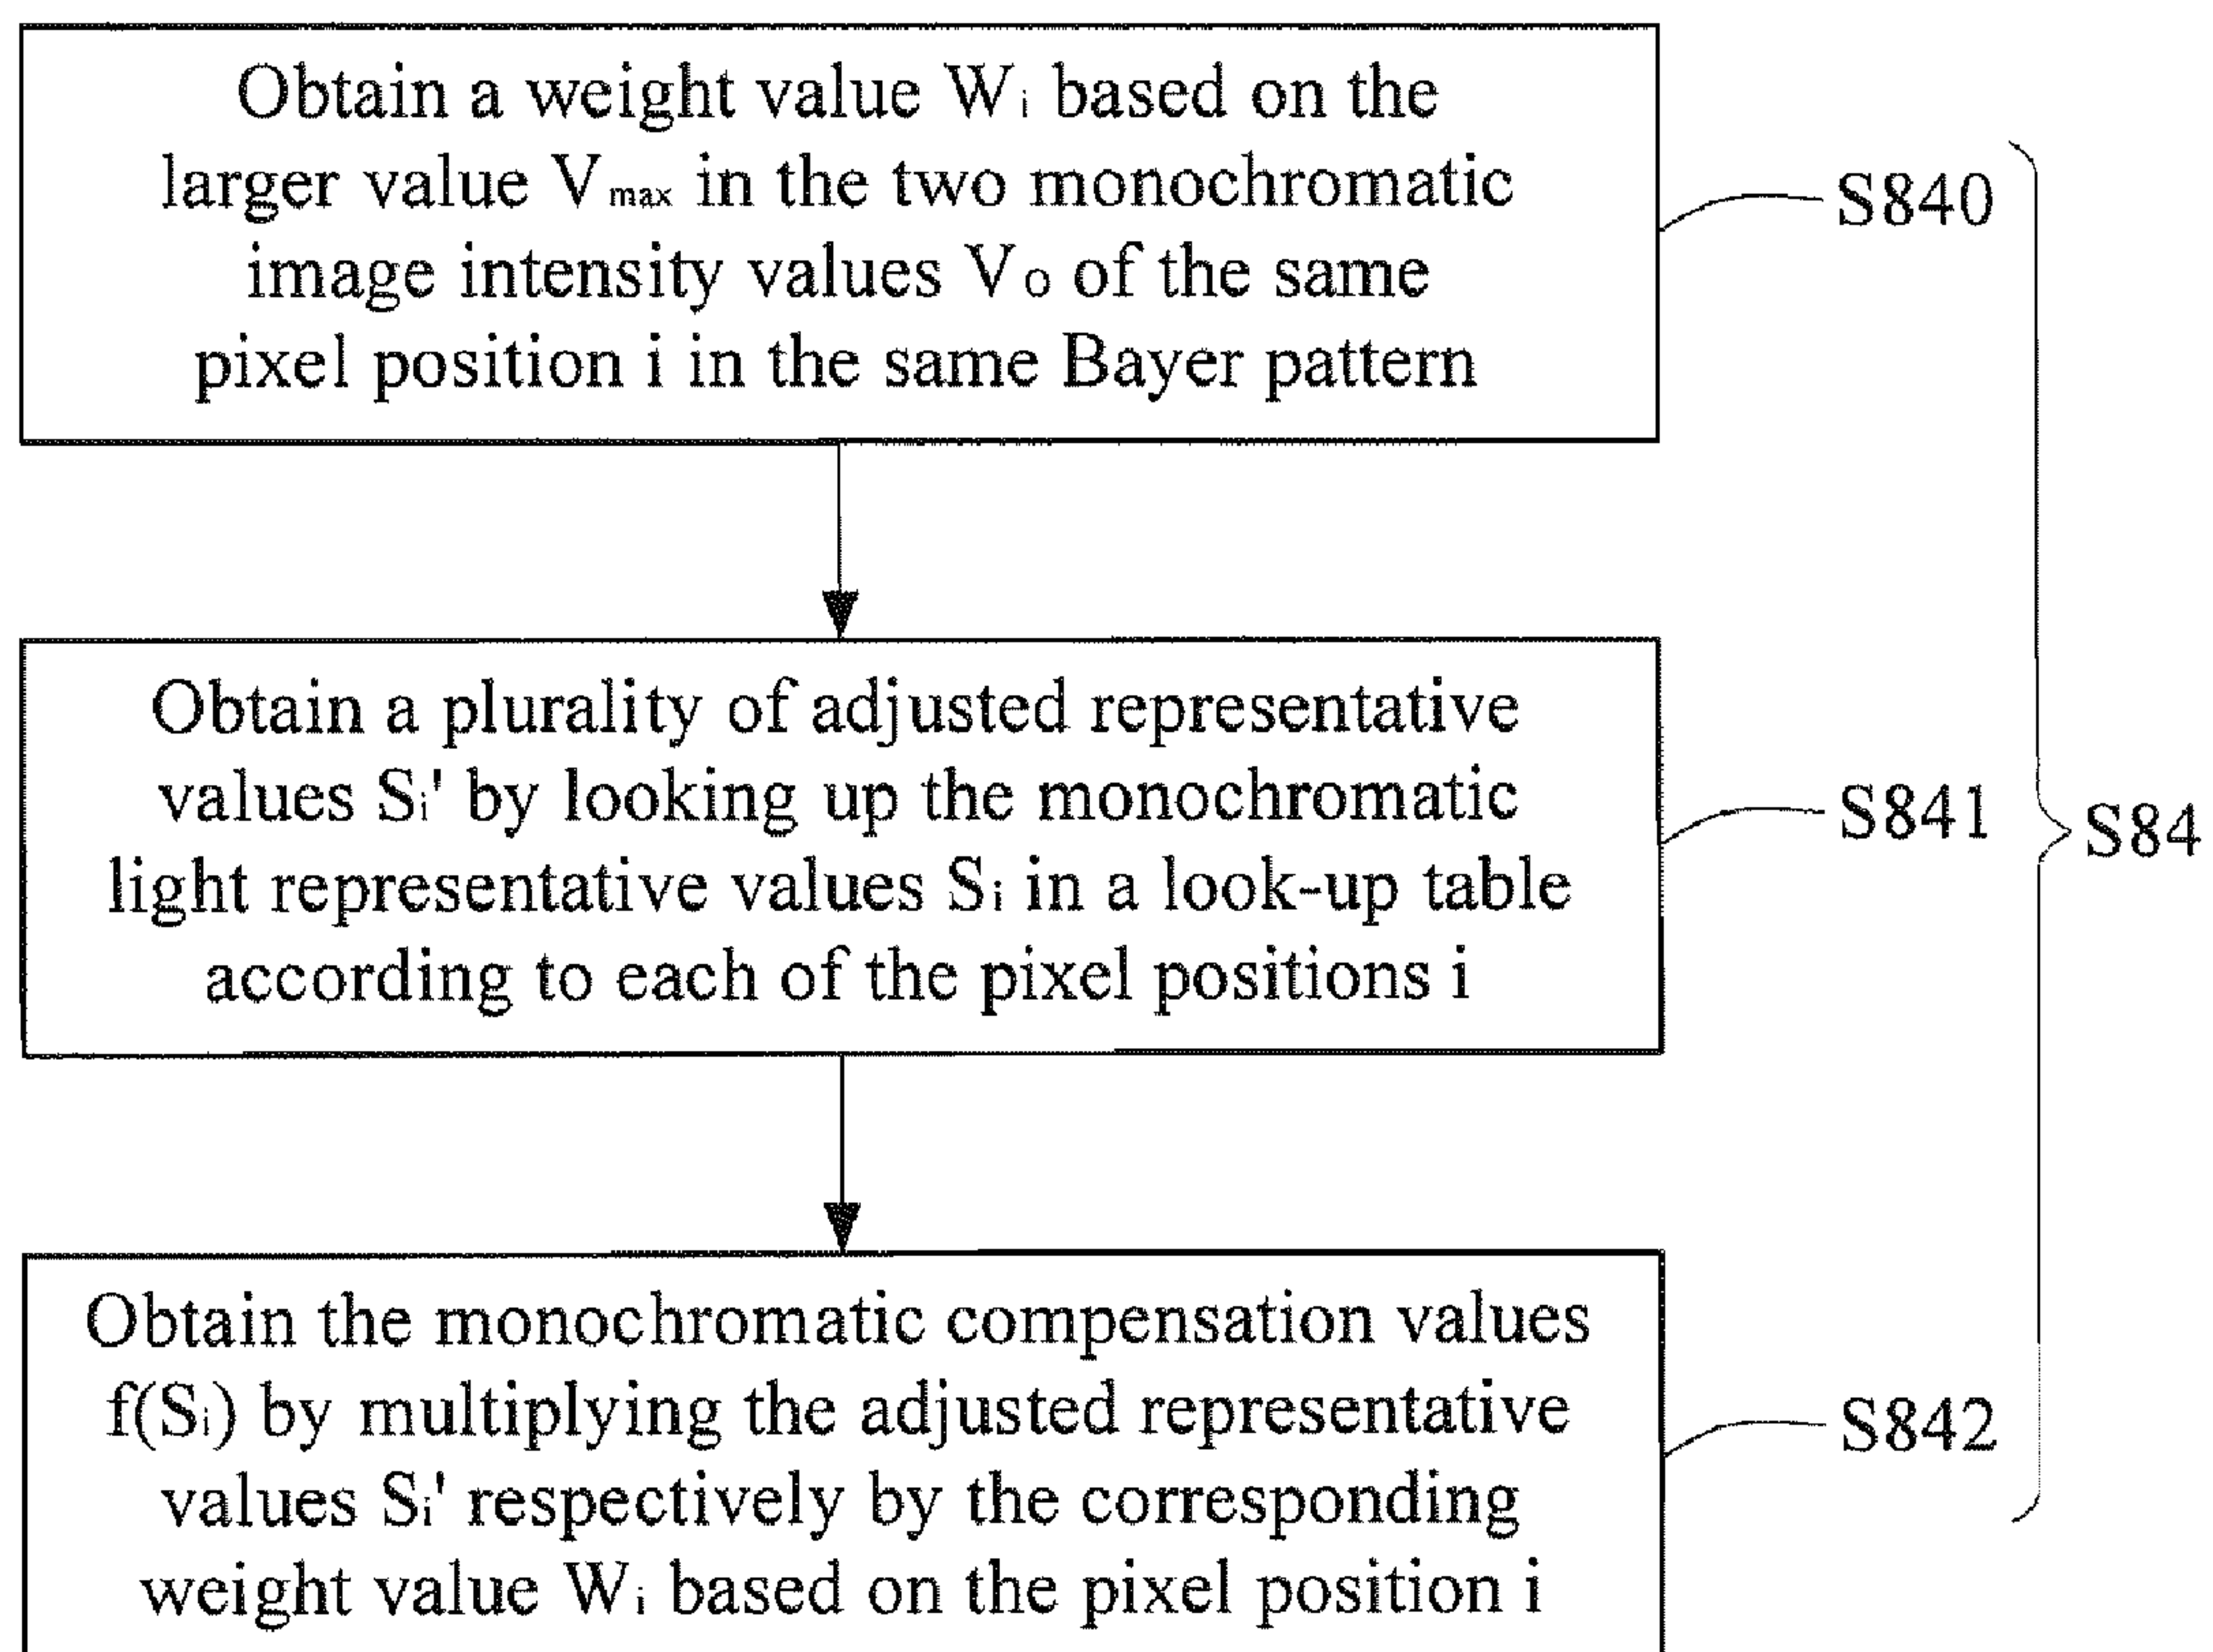 Obtain a weight value Wi based on the
larger value Vmax in the two monochromatic
image intensity values Vo of the same
pixel position i in the same Bayer pattern
S840
Obtain a plurality of adjusted representative
values Si' by looking up the monochromatic
light representative values Si in a look-up table
according to each of the pixel positions i
S841
S84
Obtain the monochromatic compensation values
f(Si) by multiplying the adjusted representative
values Si' respectively by the corresponding
weight value Wi based on the pixel position i
S842